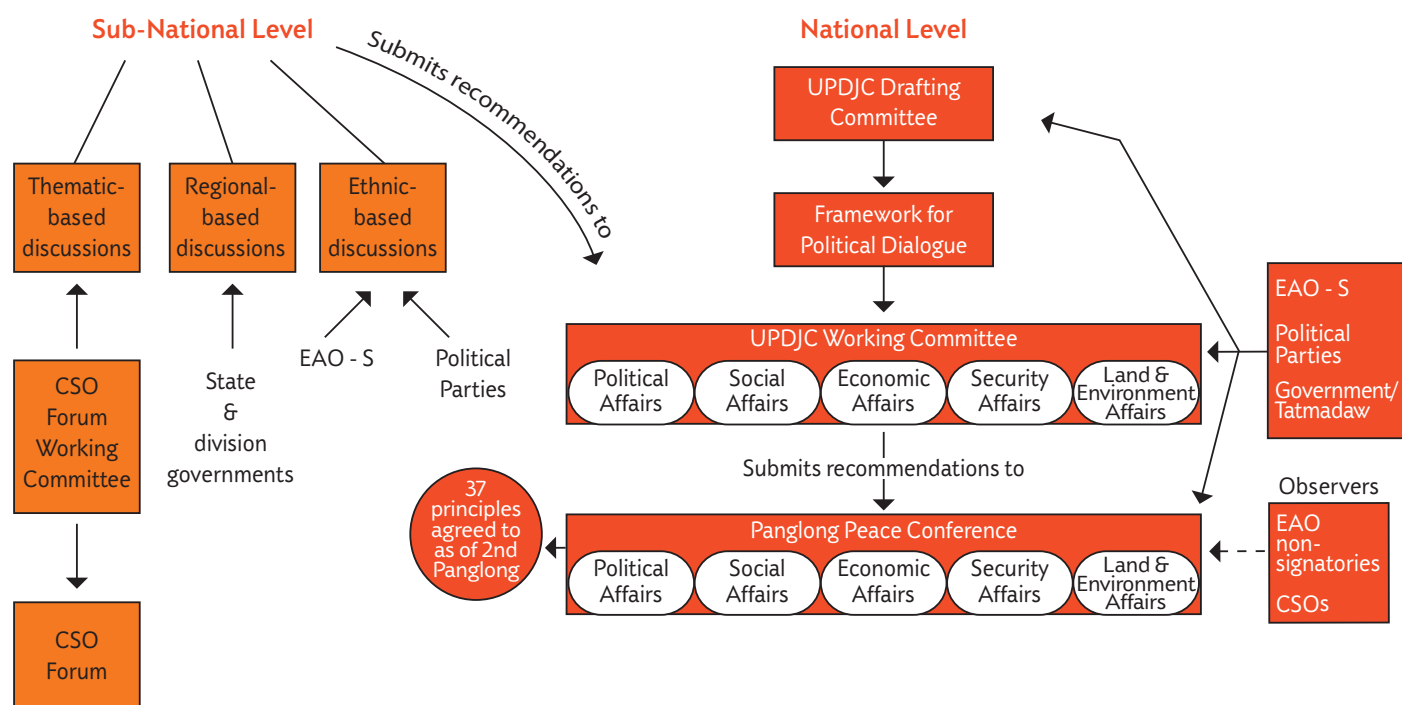 Sub-National Level
Submits recommendations to
Thematic-
based
discussions
Regional-
based
discussions
Ethnic-
based
discussions
CSO
Forum
Working
Committee
State
&
division
governments
EAO - S
Political
Parties
CSO
Forum
National Level
UPDJC Drafting
Committee
Framework for
Political Dialogue
UPDJC Working Committee
Political
Affairs
Social
Affairs
Economic
Affairs
Security
Affairs
Land &
Environment
Affairs
Submits recommendations to
Panglong Peace Conference
Political
Affairs
Social
Affairs
Economic
Affairs
Security
Affairs
Land &
Environment
Affairs
37
principles
agreed to
as of 2nd
Panglong
EAO - S
Political
Parties
Government/
Tatmadaw
Observers
EAO
non-
signatories
CSOs